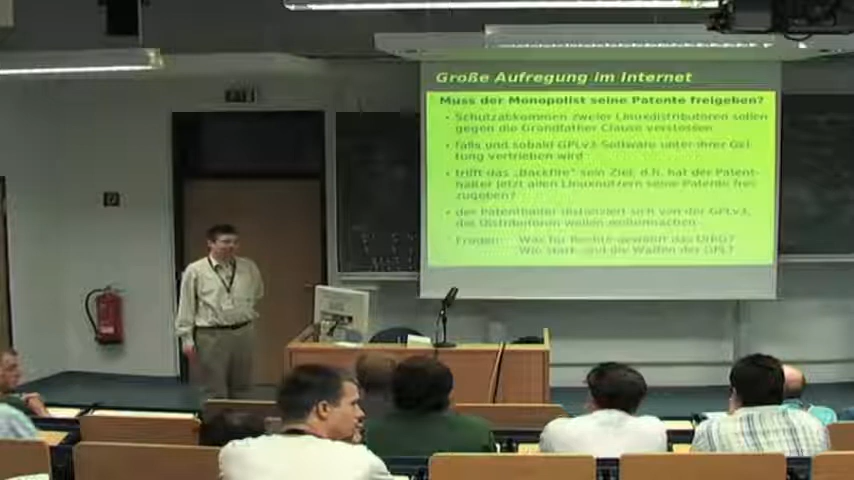 Große Aufregung im Internet
Muss der Monopolist seine Patente freigeben?
Schutzabkommen zweier Linuxdistributoren sollen
gegen die Grandfather Clause verstossen
falls und sobald GPLv3-Software unter ihrer Gel-
tung vertrieben wird
trifft das „Backfire" sein Ziel, d.h. hat der Patent-
halter jetzt allen Linuxnutzern seine Patente frei-
zugeben?
der Patenthalter distanziert sich von der GPLv3,
die Distributoren wollen weitermachen
Fragen: Was für Rechte gewährt das UrhG?
Wie stark sind die Waffen der GPL?